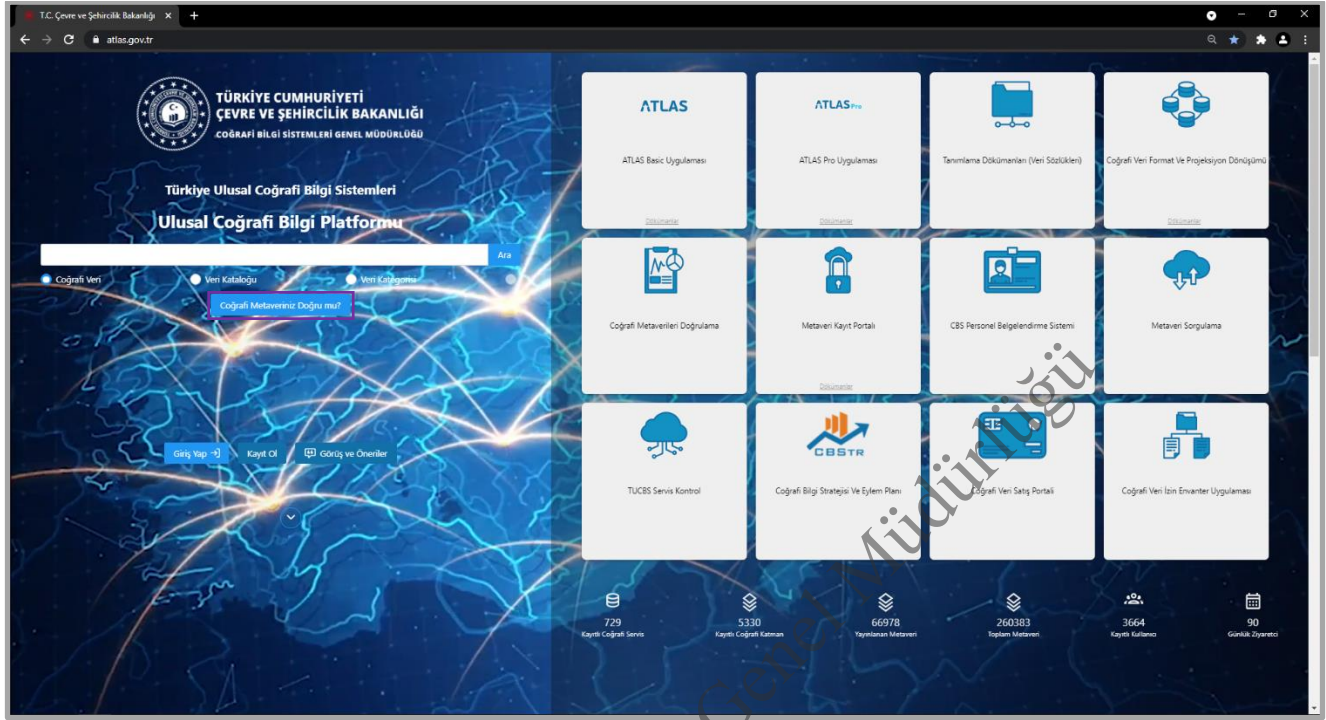 T.C. Çevre ve Şehircilik Bakanlığı
atlas.gov.tr
TÜRKİYE CUMHURİYETİ
ÇEVRE VE ŞEHİRCİLİK BAKANLIĞI
COĞRAFİ BİLGİ SİSTEMLERİ GENEL MÜDÜRLÜĞÜ
Türkiye Ulusal Coğrafi Bilgi Sistemleri
Ulusal Coğrafi Bilgi Platformu
Ara
Coğrafi Veri
Veri Kataloğu
Veri Kategorisi
Coğrafi Metaveriniz Doğru mu?
Giriş Yap
Kayıt Ol
Görüş ve Öneriler
ATLAS
ATLAS Basic Uygulaması
Dökümanlar
ATLAS Pro
ATLAS Pro Uygulaması
Dökümanlar
Tanımlama Dökümanları (Veri Sözlükleri)
Coğrafi Veri Format Ve Projeksiyon Dönüşümü
Dökümanlar
Coğrafi Metaverileri Doğrulama
Metaveri Kayıt Portalı
Dökümanlar
CBS Personel Belgelendirme Sistemi
Metaveri Sorgulama
TUCBS Servis Kontrol
CBSTR
Coğrafi Bilgi Stratejisi Ve Eylem Planı
Coğrafi Veri Satış Portali
Coğrafi Veri İzin Envanter Uygulaması
729
Kayıtlı Coğrafi Servis
5330
Kayıtlı Coğrafi Katman
66978
Yayınlanan Metaveri
260383
Toplam Metaveri
3664
Kayıtlı Kullanıcı
90
Günlük Ziyaretci
Genel Müdürlüğü